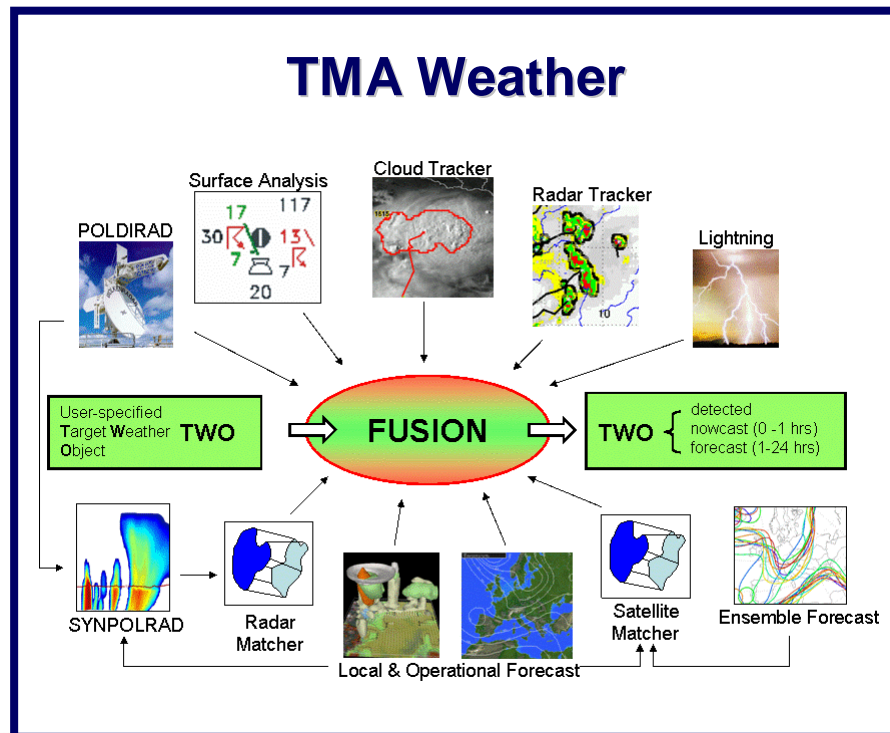 TMA Weather
Cloud Tracker
Surface Analysis
Radar Tracker
POLDIRAD
Lightning
17
117
30
13
7
7
20
1515
10
User-specified
Target Weather TWO
Object
FUSION
TWO
detected
nowcast (0 -1 hrs)
forecast (1-24 hrs)
SYNPOLRAD
Radar
Matcher
Local & Operational Forecast
Satellite
Matcher
Ensemble Forecast